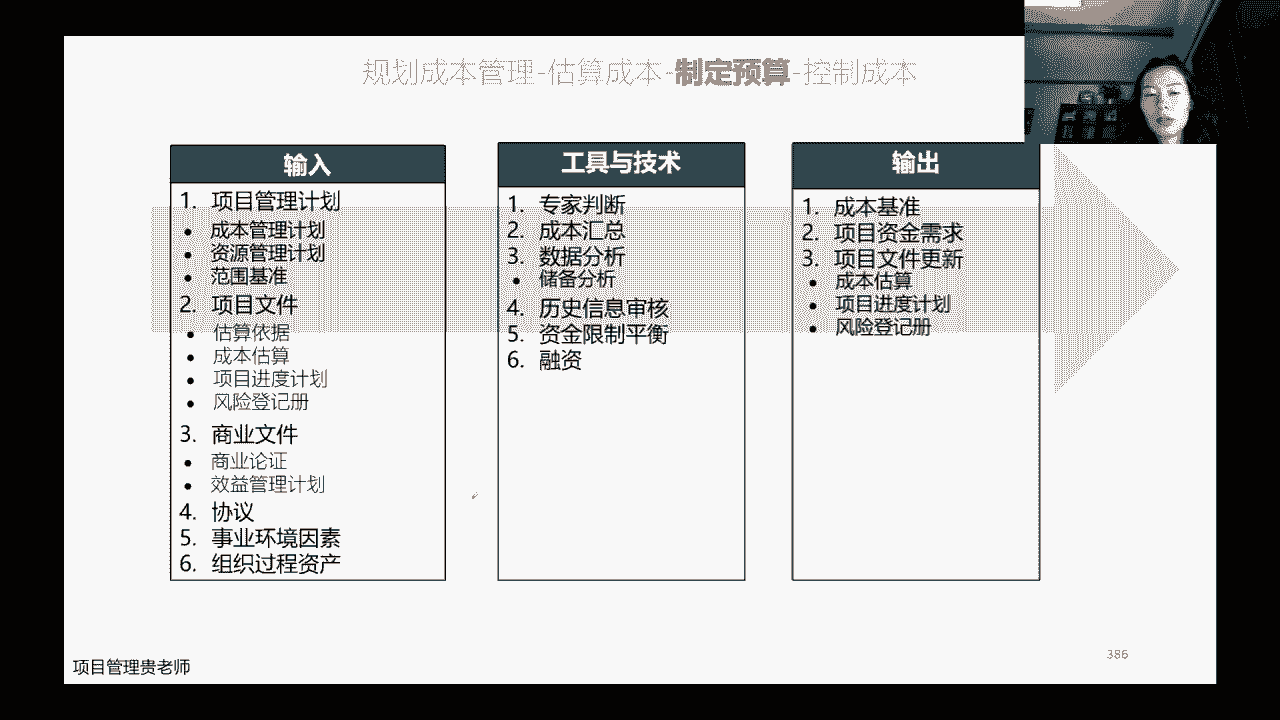 规划成本管理-估算成本-制定预算-控制成本
输入
1. 项目管理计划
• 成本管理计划
• 资源管理计划
• 范围基准
2. 项目文件
• 估算依据
• 成本估算
• 项目进度计划
• 风险登记册
3. 商业文件
• 商业论证
• 效益管理计划
4. 协议
5. 事业环境因素
6. 组织过程资产
工具与技术
1. 专家判断
2. 成本汇总
3. 数据分析
• 储备分析
4. 历史信息审核
5. 资金限制平衡
6. 融资
输出
1. 成本基准
2. 项目资金需求
3. 项目文件更新
• 成本估算
• 项目进度计划
• 风险登记册
项目管理贵老师
386